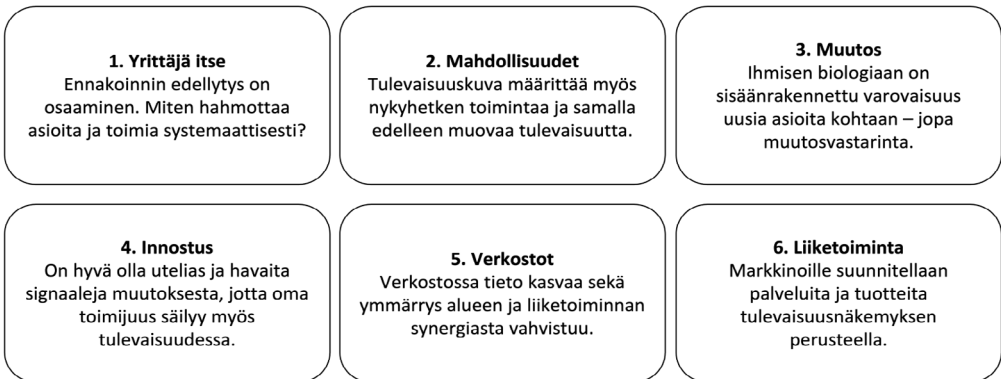 1. Yrittäjä itse
Ennakoinnin edellytys on
osaaminen. Miten hahmottaa
asioita ja toimia systemaattisesti?
2. Mahdollisuudet
Tulevaisuuskuva määrittää myös
nykyhetken toimintaa ja samalla
edelleen muovaa tulevaisuutta.
3. Muutos
Ihmisen biologiaan on
sisäänrakennettu varovaisuus
uusia asioita kohtaan – jopa
muutosvastarinta.
4. Innostus
On hyvä olla utelias ja havaita
signaaleja muutoksesta, jotta oma
toimijuus säilyy myös
tulevaisuudessa.
5. Verkostot
Verkostossa tieto kasvaa sekä
ymmärrys alueen ja liiketoiminnan
synergiasta vahvistuu.
6. Liiketoiminta
Markkinoille suunnitellaan
palveluita ja tuotteita
tulevaisuusnäkemyksen
perusteella.